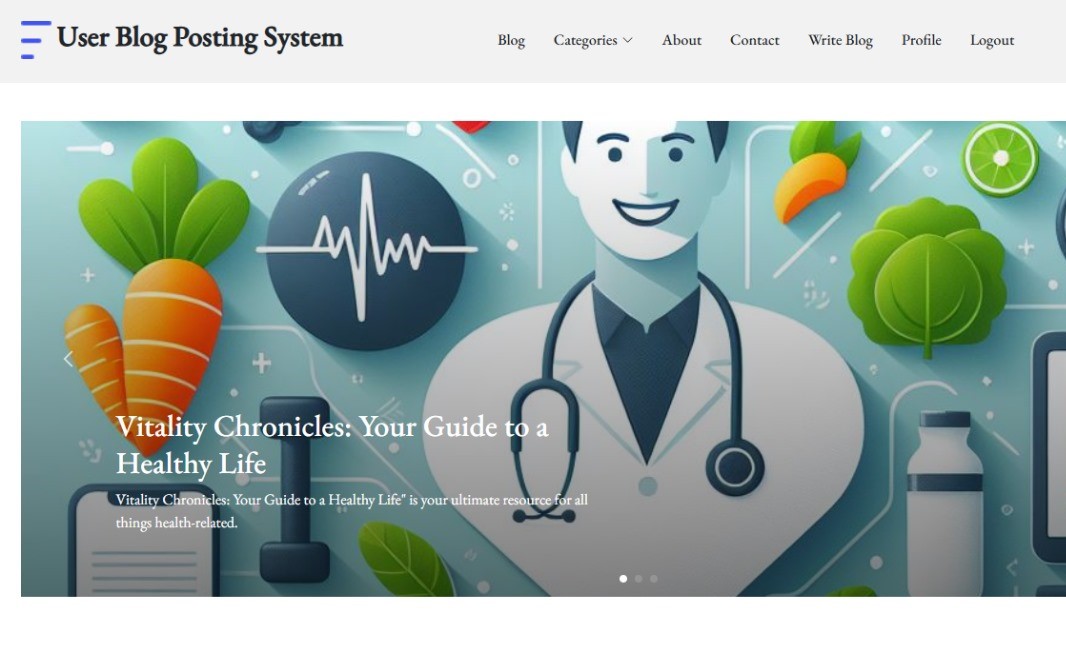 User Blog Posting System
Blog Categories About Contact Write Blog Profile Logout
Vitality Chronicles: Your Guide to a
Healthy Life
Vitality Chronicles: Your Guide to a Healthy Life" is your ultimate resource for all
things health-related.